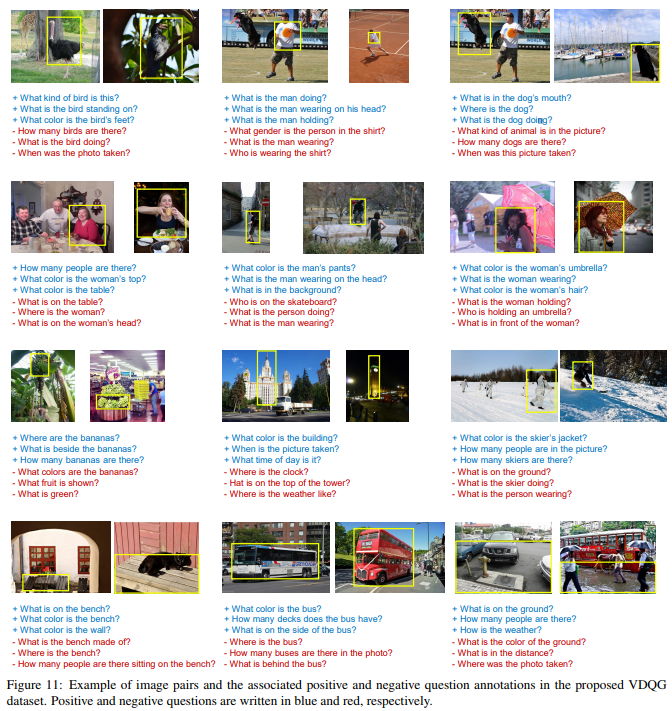 + What kind of bird is this?
+ What is the bird standing on?
+ What color is the bird's feet?
- How many birds are there?
- What is the bird doing?
- When was the photo taken?
+ What is the man doing?
+ What is the man wearing on his head?
+ What is the man holding?
- What gender is the person in the shirt?
- What is the man wearing?
- Who is wearing the shirt?
+ What is in the dog's mouth?
+ Where is the dog?
+ What is the dog doing?
- What kind of animal is in the picture?
- How many dogs are there?
- When was this picture taken?
+ How many people are there?
+ What color is the woman's top?
+ What color is the table?
- What is on the table?
- Where is the woman?
- What is on the woman's head?
+ What color is the man's pants?
+ What is the man wearing on the head?
+ What is in the background?
- Who is on the skateboard?
- What is the person doing?
- What is the man wearing?
+ What color is the woman's umbrella?
+ What is the woman wearing?
+ What color is the woman's hair?
- What is the woman holding?
- Who is holding an umbrella?
- What is in front of the woman?
+ Where are the bananas?
+ What is beside the bananas?
+ How many bananas are there?
- What colors are the bananas?
- What fruit is shown?
- What is green?
+ What color is the building?
+ When is the picture taken?
+ What time of day is it?
- Where is the clock?
- Hat is on the top of the tower?
- Where is the weather like?
+ What color is the skier's jacket?
+ How many people are in the picture?
+ How many skiers are there?
- What is on the ground?
- What is the skier doing?
- What is the person wearing?
+ What is on the bench?
+ What color is the bench?
+ What color is the wall?
- What is the bench made of?
- Where is the bench?
- How many people are there sitting on the bench?
+ What color is the bus?
+ How many decks does the bus have?
+ What is on the side of the bus?
- Where is the bus?
- How many buses are there in the photo?
- What is behind the bus?
+ What is on the ground?
+ How many people are there?
+ How is the weather?
- What is the color of the ground?
- What is in the distance?
- Where was the photo taken?
Figure 11: Example of image pairs and the associated positive and negative question annotations in the proposed VDQG
dataset. Positive and negative questions are written in blue and red, respectively.